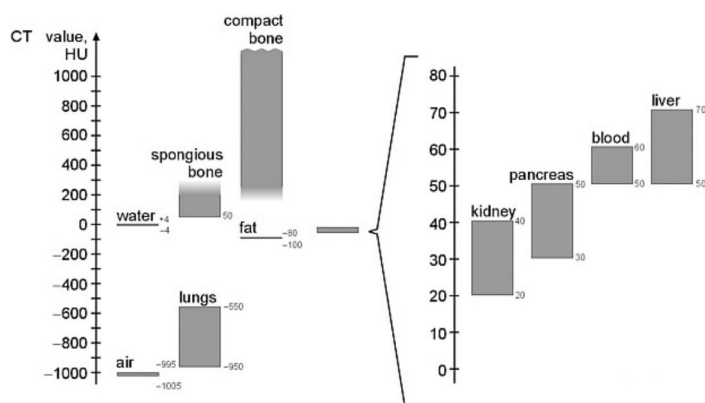 CT value,
HU
1000
800
600
400
200
0
−200
−400
−600
−800
−1000
compact
bone
spongious
bone
50
water +4
−4
fat −80
−100
lungs
−550
−950
air −995
−1005
80
70
60
50
40
30
20
10
0
liver
70
50
blood
60
50
pancreas
50
30
kidney
40
20